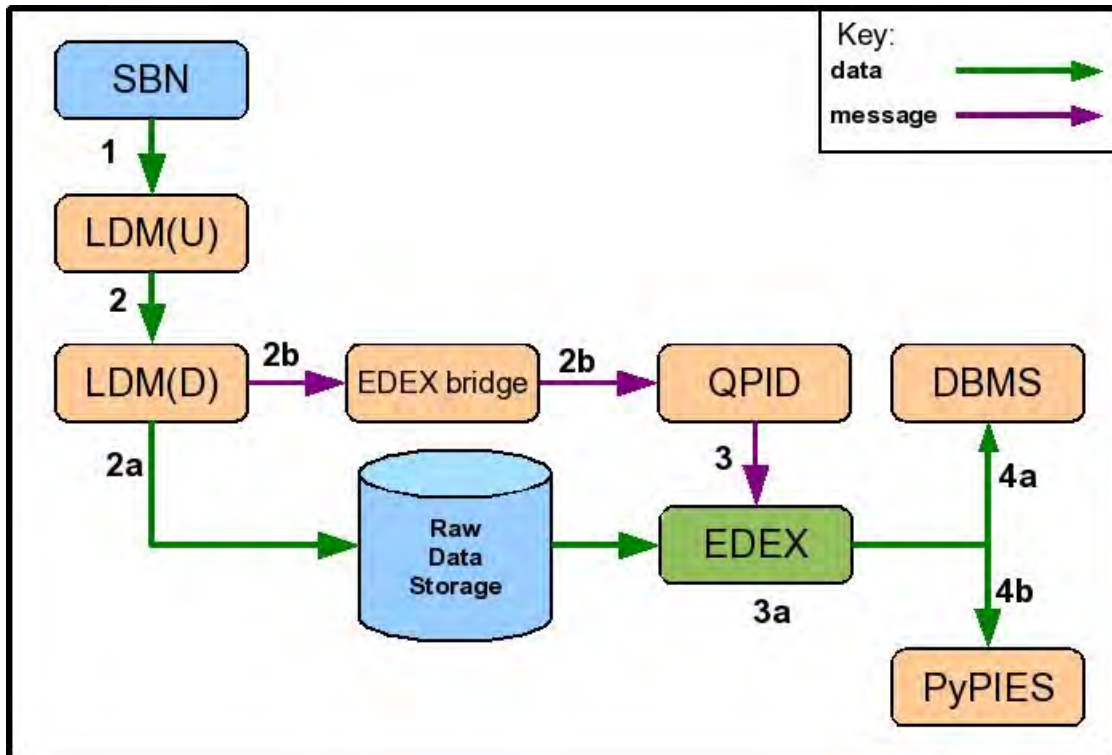 SBN
Key:
data
message
1
LDM(U)
2
LDM(D)
2b
EDEX bridge
2b
QPID
DBMS
2a
3
4a
Raw
Data
Storage
EDEX
3a
4b
PyPIES